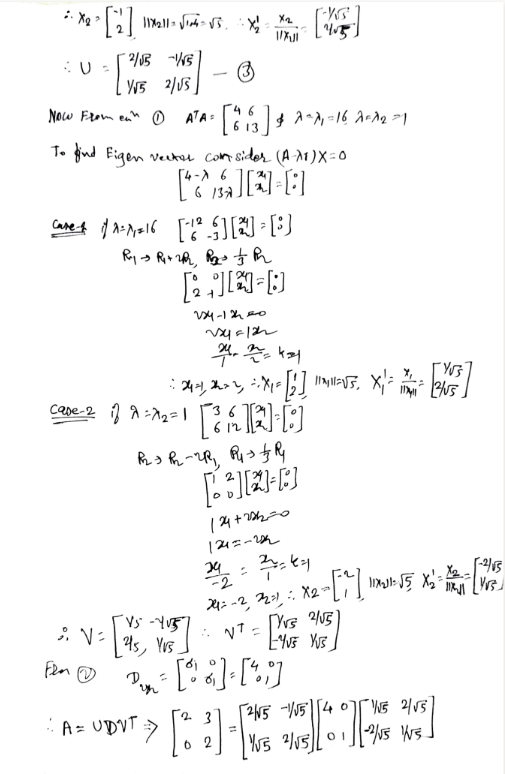 ∴ X₂ = [-1; 2] ||X₂|| = √(1+4) = √5. ∴ X₂' = X₂/||X₂|| = [-1/√5; 2/√5]
∴ U = [2/√5 -1/√5; 1/√5 2/√5] — ③
Now From eqn ① AᵀA = [4 6; 6 13] & λ=λ₁=16 λ=λ₂=1
To find Eigen vector consider (A-λI)X=0
[4-λ 6; 6 13-λ][x₁; x₂]=[0; 0]
Case-1 if λ=λ₁=16 [-12 6; 6 -3][x₁; x₂]=[0; 0]
R₁→R₁+2R₂, R₂→1/3 R₂
[0 0; 2 -1][x₁; x₂]=[0; 0]
2x₁-1x₂=0
2x₁=1x₂
x₁/1 = x₂/2 = k=1
∴ x₁=1, x₂=2, ∴ X₁=[1; 2] ||X₁||=√5. X₁'= X₁/||X₁|| = [1/√5; 2/√5]
Case-2 if λ=λ₂=1 [3 6; 6 12][x₁; x₂]=[0; 0]
R₂→R₂-2R₁, R₁→1/3 R₁
[1 2; 0 0][x₁; x₂]=[0; 0]
1x₁+2x₂=0
1x₁=-2x₂
x₁/-2 = x₂/1 = k=1
x₁=-2, x₂=1, ∴ X₂=[-2; 1] ||X₂||=√5 X₂'= X₂/||X₂|| = [-2/√5; 1/√5]
∴ V = [1/√5 -2/√5; 2/√5, 1/√5] ∴ Vᵀ = [1/√5 2/√5; -2/√5 1/√5]
From ② D₂ₓ₂ = [σ₁ 0; 0 σ₁] = [4 0; 0 1]
∴ A = UDVᵀ ⇒ [2 3; 0 2] = [2/√5 -1/√5; 1/√5 2/√5][4 0; 0 1][1/√5 2/√5; -2/√5 1/√5]